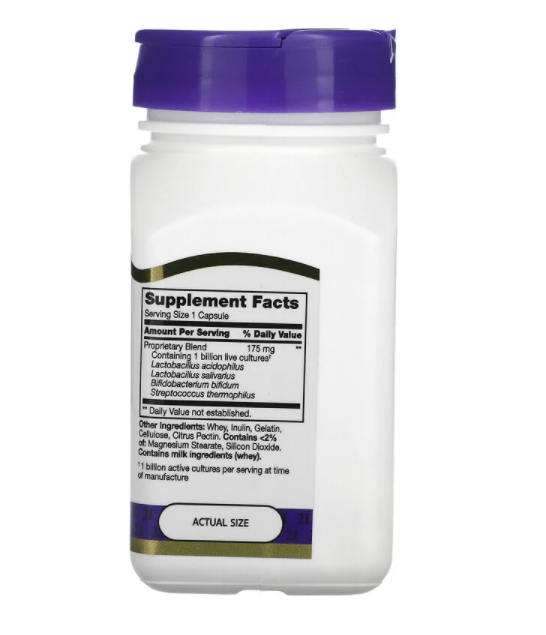 Supplement Facts
Serving Size 1 Capsule
Amount Per Serving % Daily Value
Proprietary Blend 175 mg **
Containing 1 billion live cultures†
Lactobacillus acidophilus
Lactobacillus salivarius
Bifidobacterium bifidum
Streptococcus thermophilus
** Daily Value not established.
Other Ingredients: Whey, Inulin, Gelatin,
Cellulose, Citrus Pectin. Contains <2%
of: Magnesium Stearate, Silicon Dioxide.
Contains milk ingredients (whey).
†1 billion active cultures per serving at time
of manufacture
ACTUAL SIZE